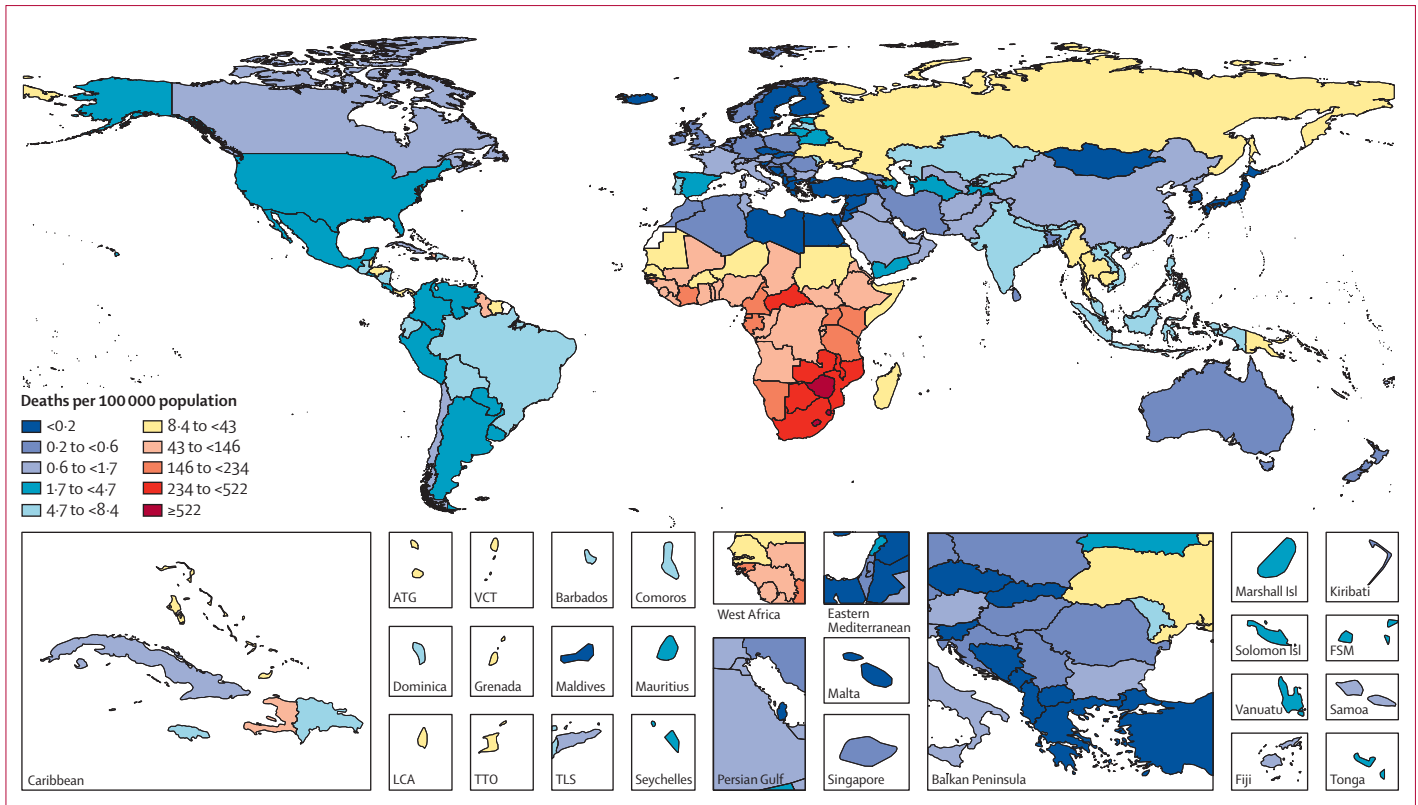 Deaths per 100 000 population
<0·2
0·2 to <0·6
0·6 to <1·7
1·7 to <4·7
4·7 to <8·4
8·4 to <43
43 to <146
146 to <234
234 to <522
≥522
Caribbean
ATG
VCT
Barbados
Comoros
Dominica
Grenada
Maldives
Mauritius
LCA
TTO
TLS
Seychelles
West Africa
Eastern
Mediterranean
Persian Gulf
Malta
Singapore
Balkan Peninsula
Marshall Isl
Kiribati
Solomon Isl
FSM
Vanuatu
Samoa
Fiji
Tonga